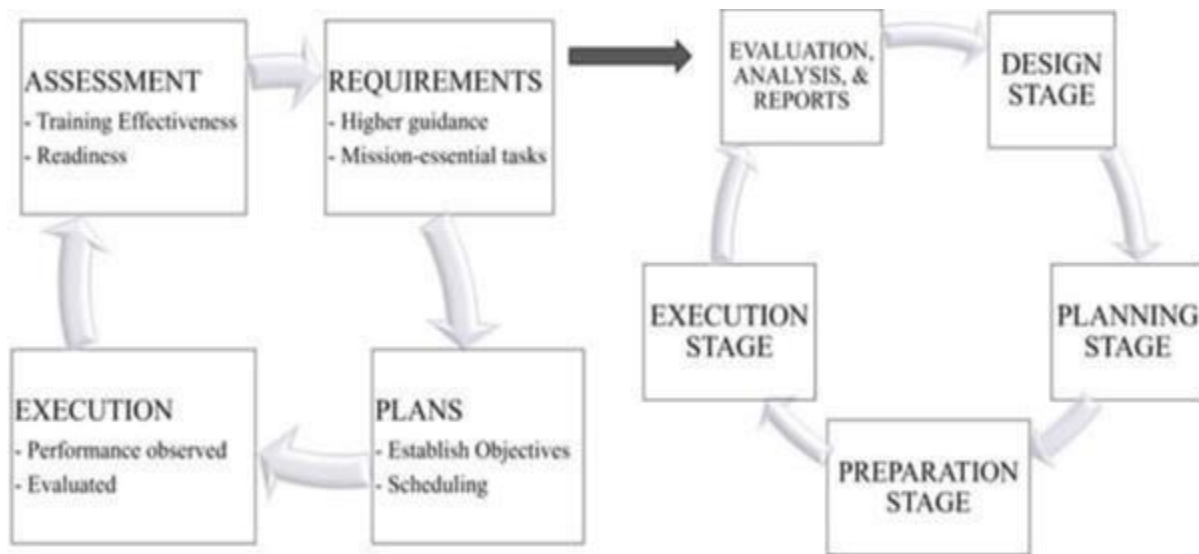 ASSESSMENT
- Training Effectiveness
- Readiness
REQUIREMENTS
- Higher guidance
- Mission-essential tasks
PLANS
- Establish Objectives
- Scheduling
EXECUTION
- Performance observed
- Evaluated
EVALUATION,
ANALYSIS, &
REPORTS
DESIGN
STAGE
PLANNING
STAGE
PREPARATION
STAGE
EXECUTION
STAGE